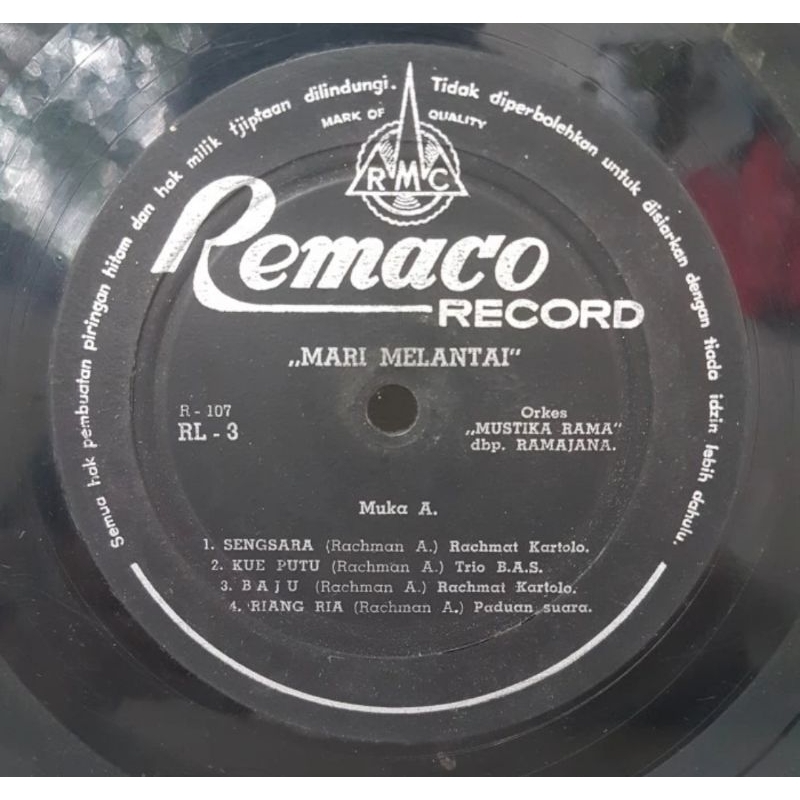 Semua hak pembuatan piringan hitam dan hak milik tjiptaan dilindungi. Tidak diperbolehkan untuk disiarkan dengan tiada idzin lebih dahulu.
MARK OF QUALITY
RMC
Remaco
RECORD
„MARI MELANTAI“
R - 107
RL - 3
Orkes
„MUSTIKA RAMA“
dbp. RAMAJANA.
Muka A.
1. SENGSARA (Rachman A.) Rachmat Kartolo.
2. KUE PUTU (Rachman A.) Trio B.A.S.
3. BAJU (Rachman A.) Rachmat Kartolo.
4. RIANG RIA (Rachman A.) Paduan suara.